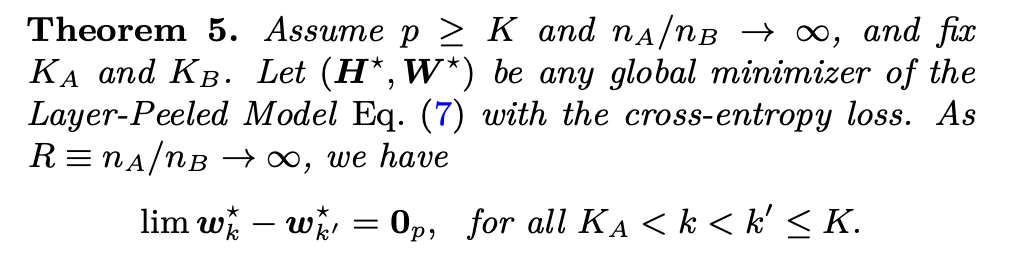 Theorem 5. Assume p ≥ K and n_A/n_B → ∞, and fix
K_A and K_B. Let (H⋆, W⋆) be any global minimizer of the
Layer-Peeled Model Eq. (7) with the cross-entropy loss. As
R ≡ n_A/n_B → ∞, we have
lim w⋆_k − w⋆_k′ = 0_p, for all K_A < k < k′ ≤ K.